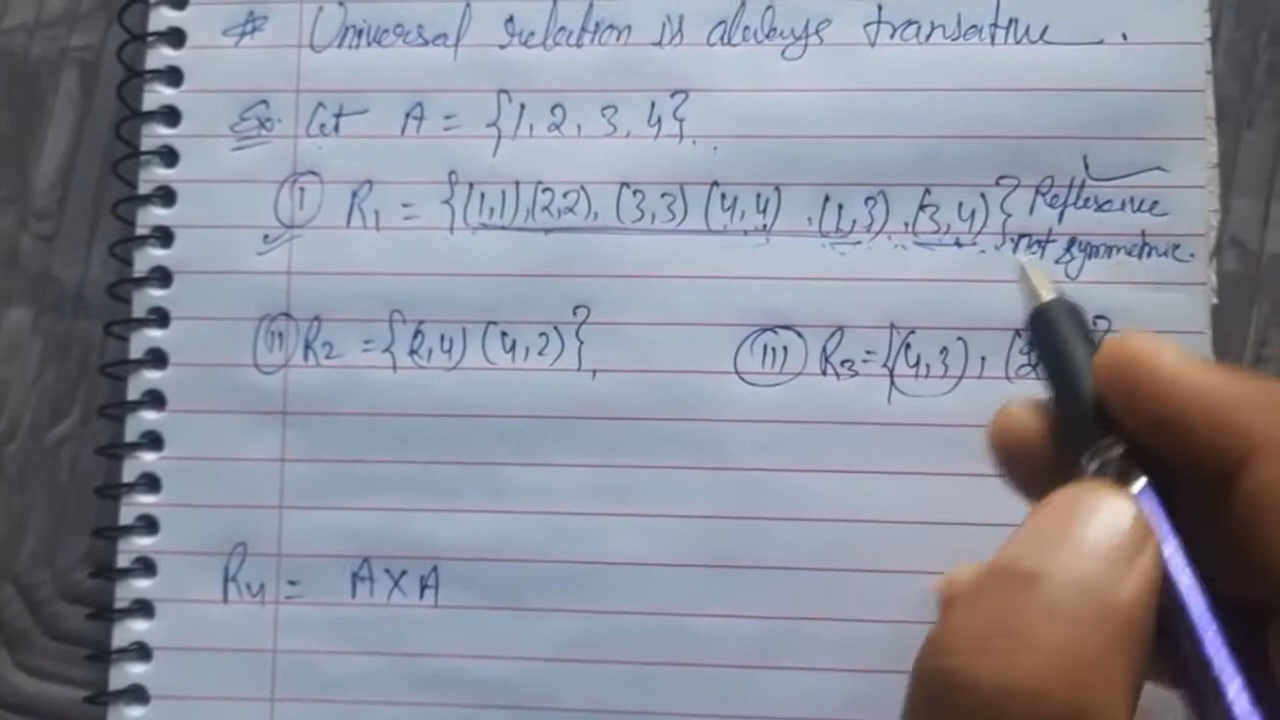 * Universal relation is always transative.
Ex. Let A = {1, 2, 3, 4}.
(i) R1 = {(1,1),(2,2), (3,3) (4,4) , (1,3) , (3,4)} Reflexive
not symmetric.
(ii) R2 = {(2,4) (4,2)}, (iii) R3 = {(4,3), (
R4 = A X A